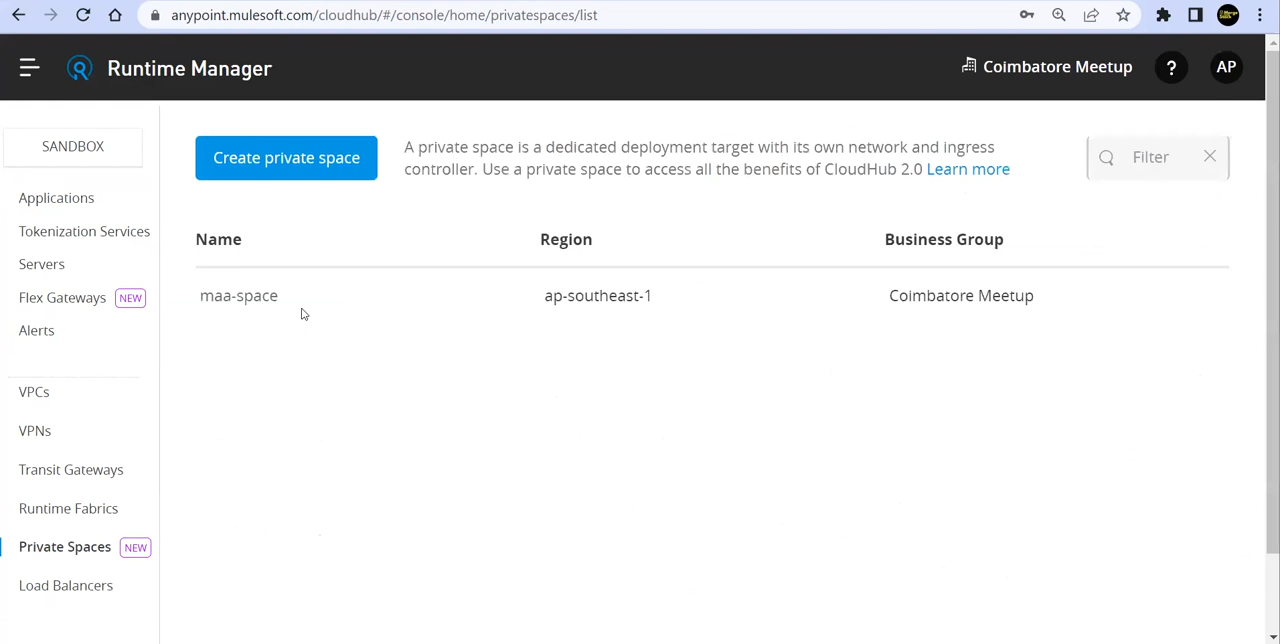 anypoint.mulesoft.com/cloudhub/#/console/home/privatespaces/list
Runtime Manager
Coimbatore Meetup
?
AP
SANDBOX
Applications
Tokenization Services
Servers
Flex Gateways NEW
Alerts
VPCs
VPNs
Transit Gateways
Runtime Fabrics
Private Spaces NEW
Load Balancers
Create private space
A private space is a dedicated deployment target with its own network and ingress
controller. Use a private space to access all the benefits of CloudHub 2.0 Learn more
Filter
Name Region Business Group
maa-space ap-southeast-1 Coimbatore Meetup